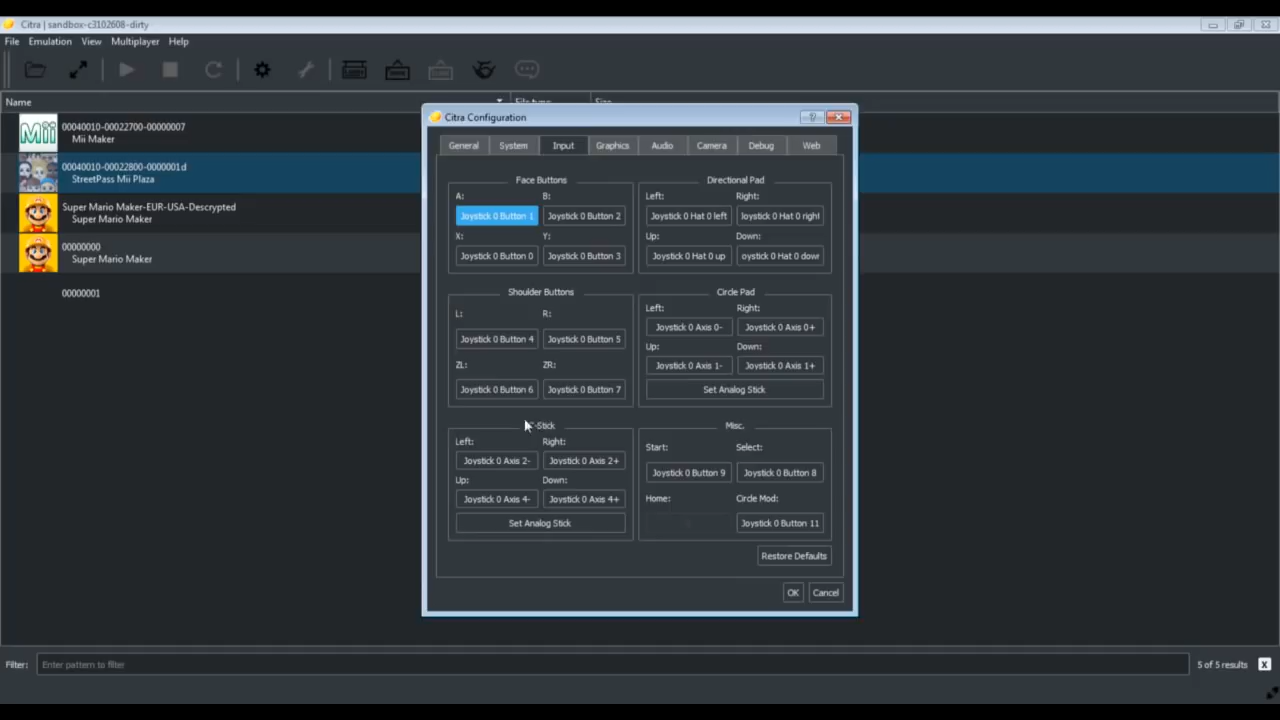 Citra | sandbox-c3102608-dirty
File Emulation View Multiplayer Help
Name File type Size
Mii
00040010-00022700-00000007
Mii Maker
00040010-00022800-0000001d
StreetPass Mii Plaza
Super Mario Maker-EUR-USA-Descrypted
Super Mario Maker
00000000
Super Mario Maker
00000001
Citra Configuration
General System Input Graphics Audio Camera Debug Web
Face Buttons
A: B:
Joystick 0 Button 1 Joystick 0 Button 2
X: Y:
Joystick 0 Button 0 Joystick 0 Button 3
Directional Pad
Left: Right:
Joystick 0 Hat 0 left Joystick 0 Hat 0 right
Up: Down:
Joystick 0 Hat 0 up oystick 0 Hat 0 dow
Shoulder Buttons
L: R:
Joystick 0 Button 4 Joystick 0 Button 5
ZL: ZR:
Joystick 0 Button 6 Joystick 0 Button 7
Circle Pad
Left: Right:
Joystick 0 Axis 0- Joystick 0 Axis 0+
Up: Down:
Joystick 0 Axis 1- Joystick 0 Axis 1+
Set Analog Stick
C-Stick
Left: Right:
Joystick 0 Axis 2- Joystick 0 Axis 2+
Up: Down:
Joystick 0 Axis 4- Joystick 0 Axis 4+
Set Analog Stick
Misc.
Start: Select:
Joystick 0 Button 9 Joystick 0 Button 8
Home: Circle Mod:
Joystick 0 Button 11
Restore Defaults
OK Cancel
Filter: Enter pattern to filter 5 of 5 results X